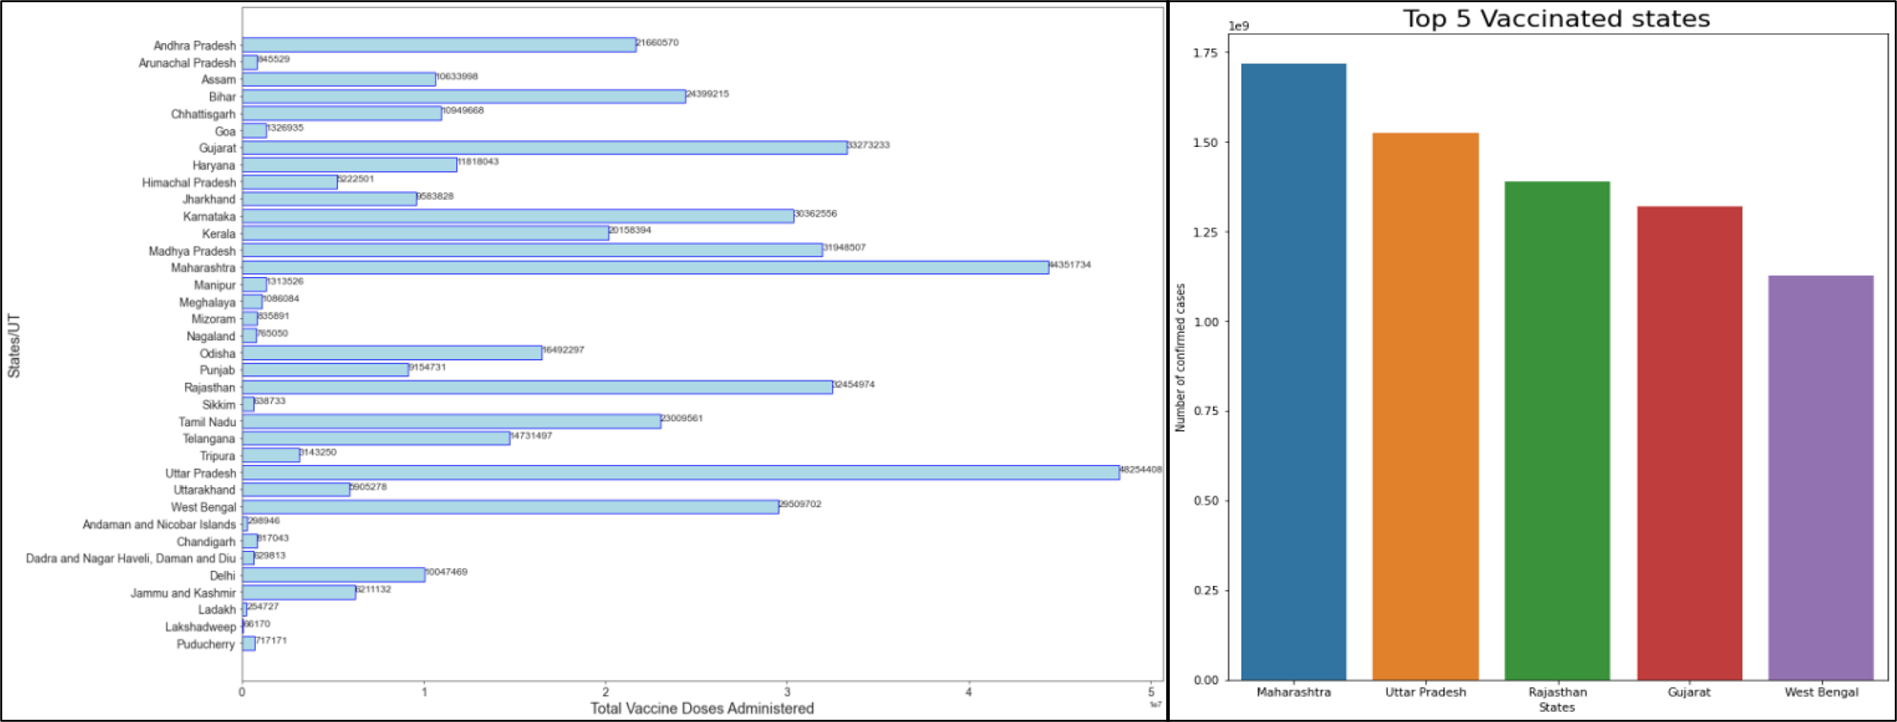 Andhra Pradesh 21660570
Arunachal Pradesh 845529
Assam 10633998
Bihar 24399215
Chhattisgarh 10949668
Goa 1326935
Gujarat 33273233
Haryana 11818043
Himachal Pradesh 5222501
Jharkhand 9583828
Karnataka 30362556
Kerala 20158394
Madhya Pradesh 31948507
Maharashtra 44351734
Manipur 1313526
Meghalaya 1086084
Mizoram 835891
Nagaland 765050
Odisha 16492297
Punjab 9154731
Rajasthan 32454974
Sikkim 638733
Tamil Nadu 23009561
Telangana 14731497
Tripura 3143250
Uttar Pradesh 48254408
Uttarakhand 5905278
West Bengal 29509702
Andaman and Nicobar Islands 298946
Chandigarh 817043
Dadra and Nagar Haveli, Daman and Diu 629813
Delhi 10047469
Jammu and Kashmir 6211132
Ladakh 254727
Lakshadweep 66170
Puducherry 717171
States/UT
0 1 2 3 4 5
1e7
Total Vaccine Doses Administered
Top 5 Vaccinated states
1e9
1.75
1.50
1.25
1.00
0.75
0.50
0.25
0.00
Number of confirmed cases
Maharashtra Uttar Pradesh Rajasthan Gujarat West Bengal
States